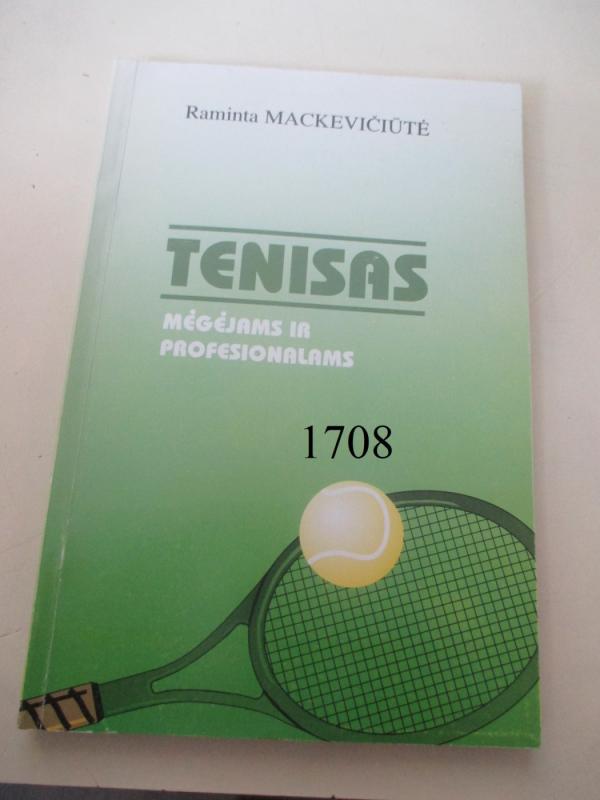 Raminta MACKEVIČIŪTĖ
TENISAS
MĖGĖJAMS IR
PROFESIONALAMS
1708